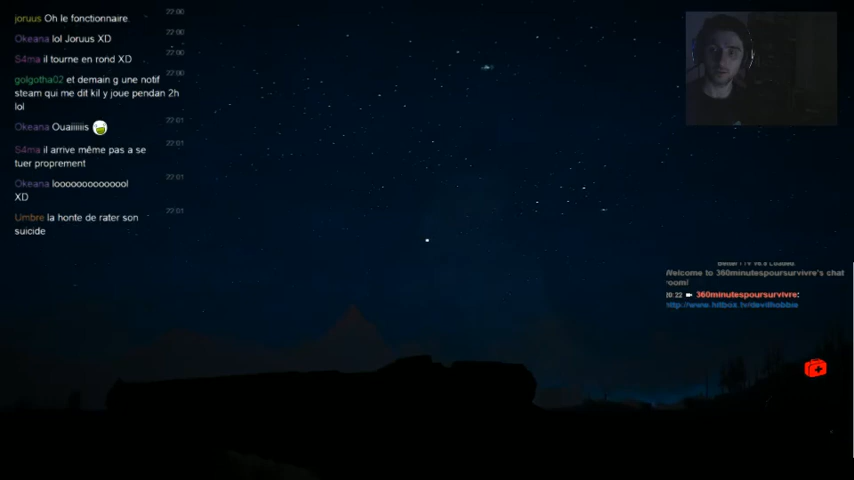 joruus Oh le fonctionnaire. 22:00
Okeana lol Joruus XD 22:00
S4ma il tourne en rond XD 22:00
golgotha02 et demain g une notif 22:00
steam qui me dit kil y joue pendan 2h
lol
Okeana Ouaiiiiiis 22:01
S4ma il arrive même pas a se 22:01
tuer proprement
Okeana looooooooooooool 22:01
XD
Umbre la honte de rater son 22:01
suicide
Welcome to 360minutespoursurvivre's chat
room!
20:22 360minutespoursurvivre:
http://www.hitbox.tv/devilhobbie